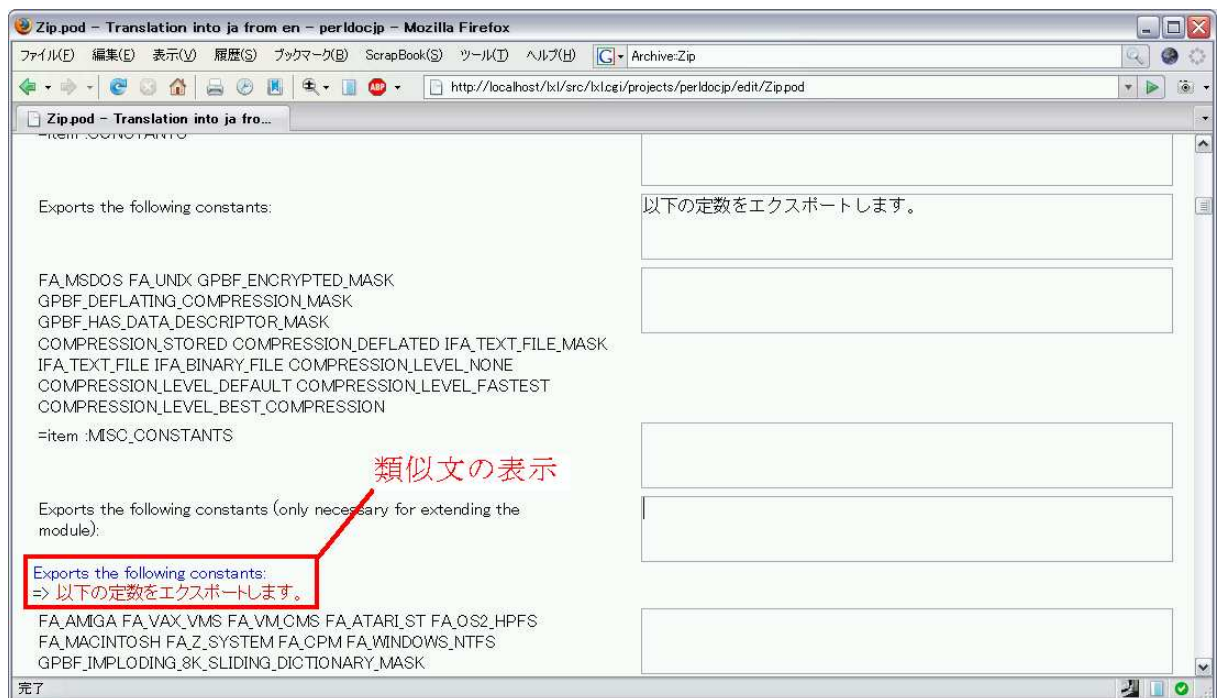 Zip.pod - Translation into ja from en - perldocjp - Mozilla Firefox
ファイル(F) 編集(E) 表示(V) 履歴(S) ブックマーク(B) ScrapBook(S) ツール(T) ヘルプ(H) G Archive::Zip
ABP http://localhost/lxl/src/lxl.cgi/projects/perldocjp/edit/Zip.pod
Zip.pod - Translation into ja fro...
=item :CONSTANTS
Exports the following constants: 以下の定数をエクスポートします。
FA_MSDOS FA_UNIX GPBF_ENCRYPTED_MASK
GPBF_DEFLATING_COMPRESSION_MASK
GPBF_HAS_DATA_DESCRIPTOR_MASK
COMPRESSION_STORED COMPRESSION_DEFLATED IFA_TEXT_FILE_MASK
IFA_TEXT_FILE IFA_BINARY_FILE COMPRESSION_LEVEL_NONE
COMPRESSION_LEVEL_DEFAULT COMPRESSION_LEVEL_FASTEST
COMPRESSION_LEVEL_BEST_COMPRESSION
=item :MISC_CONSTANTS
類似文の表示
Exports the following constants (only necessary for extending the
module):
Exports the following constants:
=> 以下の定数をエクスポートします。
FA_AMIGA FA_VAX_VMS FA_VM_CMS FA_ATARI_ST FA_OS2_HPFS
FA_MACINTOSH FA_Z_SYSTEM FA_CPM FA_WINDOWS_NTFS
GPBF_IMPLODING_8K_SLIDING_DICTIONARY_MASK
完了